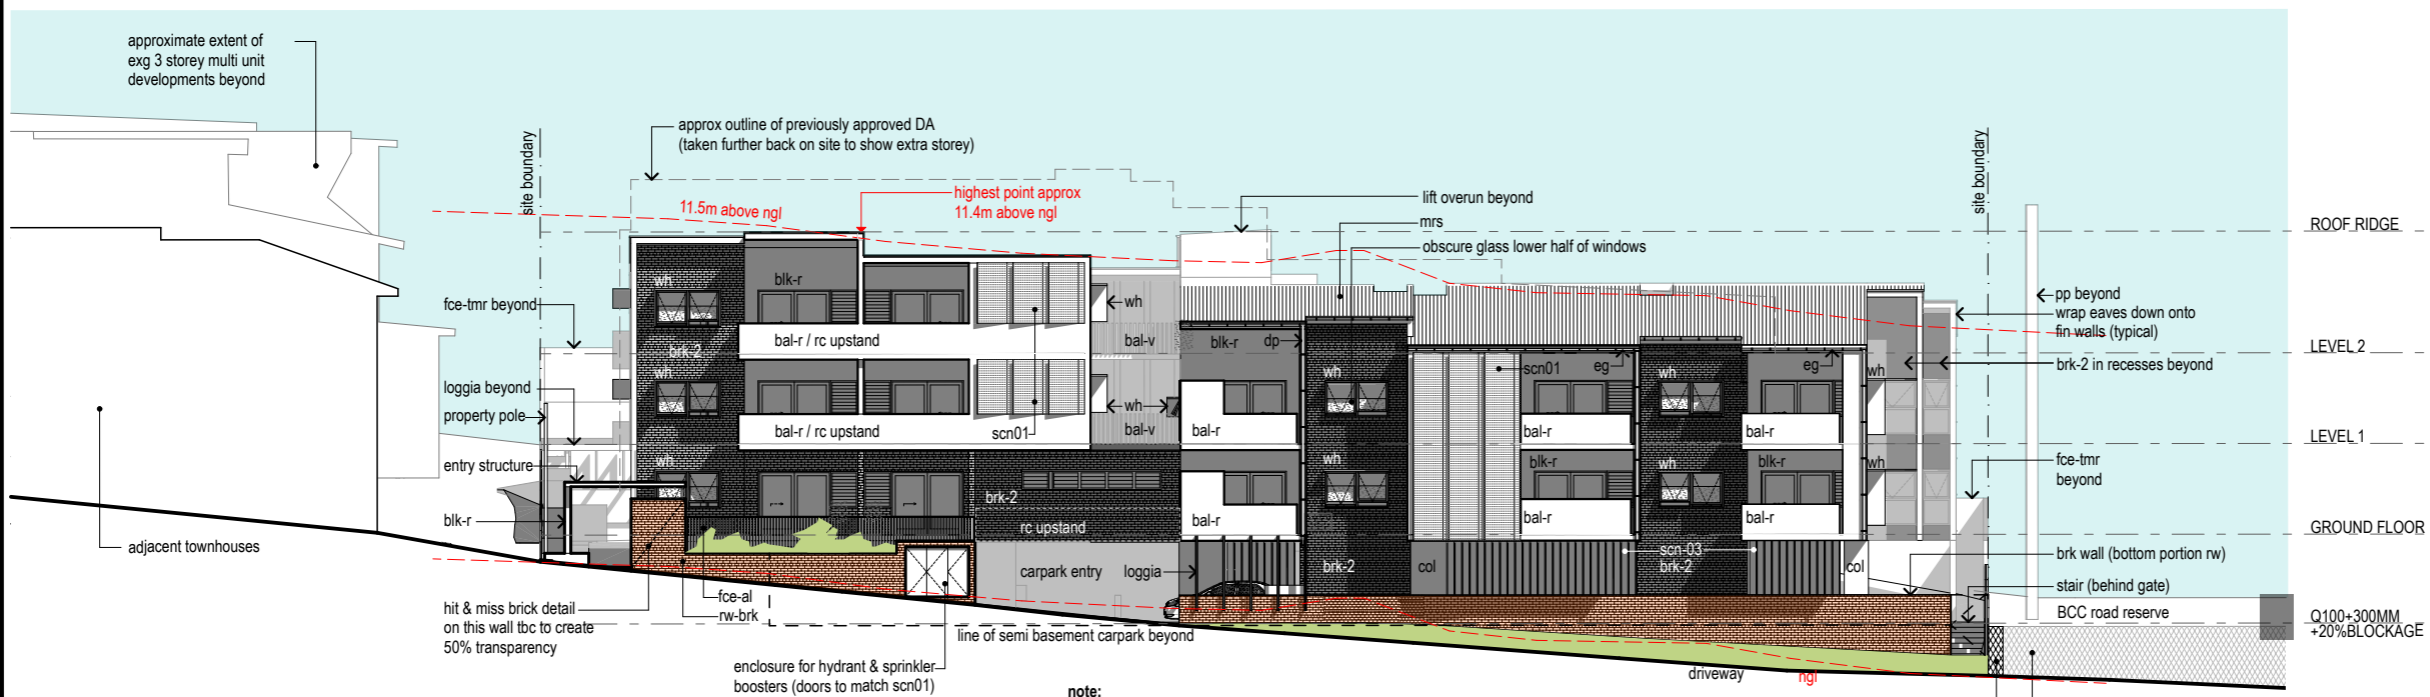 approximate extent of
exg 3 storey multi unit
developments beyond
approx outline of previously approved DA
(taken further back on site to show extra storey)
site boundary
11.5m above ngl
highest point approx
11.4m above ngl
lift overun beyond
mrs
obscure glass lower half of windows
site boundary
ROOF RIDGE
fce-tmr beyond
wh
blk-r
wh
pp beyond
wrap eaves down onto
fin walls (typical)
brk-2
bal-r / rc upstand
bal-v
blk-r
dp
LEVEL 2
loggia beyond
wh
scn01
eg
wh
eg
wh
brk-2 in recesses beyond
property pole
wh
wh
bal-r / rc upstand
scn01
bal-v
bal-r
bal-r
bal-r
LEVEL 1
entry structure
wh
wh
blk-r
wh
blk-r
wh
fce-tmr
beyond
brk-2
blk-r
rc upstand
bal-r
bal-r
bal-r
GROUND FLOOR
adjacent townhouses
scn-03
brk wall (bottom portion rw)
carpark entry
loggia
brk-2
col
brk-2
col
stair (behind gate)
hit & miss brick detail
on this wall tbc to create
50% transparency
fce-al
rw-brk
BCC road reserve
Q100+300MM
+20%BLOCKAGE
line of semi basement carpark beyond
enclosure for hydrant & sprinkler
boosters (doors to match scn01)
driveway
ngl
note: